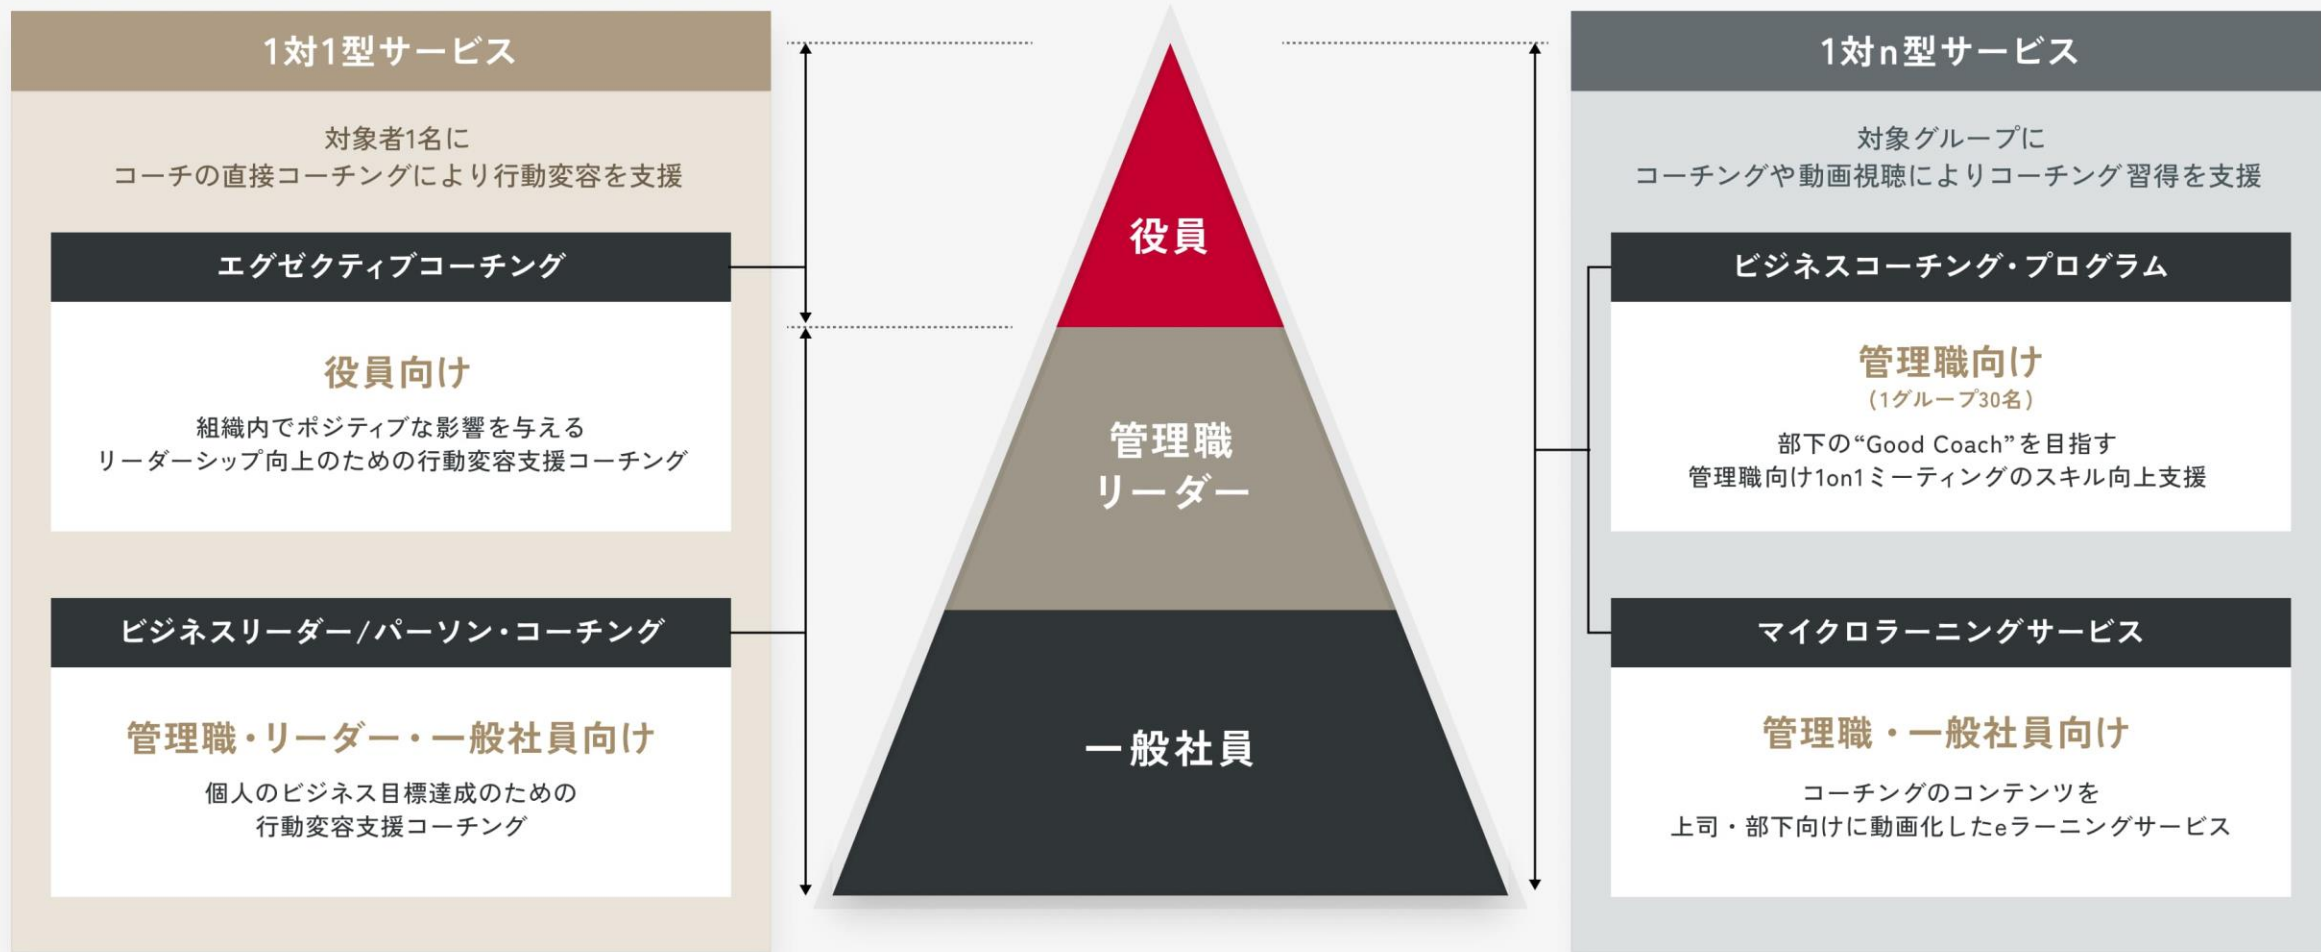 1対1型サービス
対象者1名に
コーチの直接コーチングにより行動変容を支援
エグゼクティブコーチング
役員向け
組織内でポジティブな影響を与える
リーダーシップ向上のための行動変容支援コーチング
ビジネスリーダー/パーソン・コーチング
管理職・リーダー・一般社員向け
個人のビジネス目標達成のための
行動変容支援コーチング
役員
管理職
リーダー
一般社員
1対n型サービス
対象グループに
コーチングや動画視聴によりコーチング習得を支援
ビジネスコーチング・プログラム
管理職向け
(1グループ30名)
部下の“Good Coach”を目指す
管理職向け1on1ミーティングのスキル向上支援
マイクロラーニングサービス
管理職・一般社員向け
コーチングのコンテンツを
上司・部下向けに動画化したeラーニングサービス